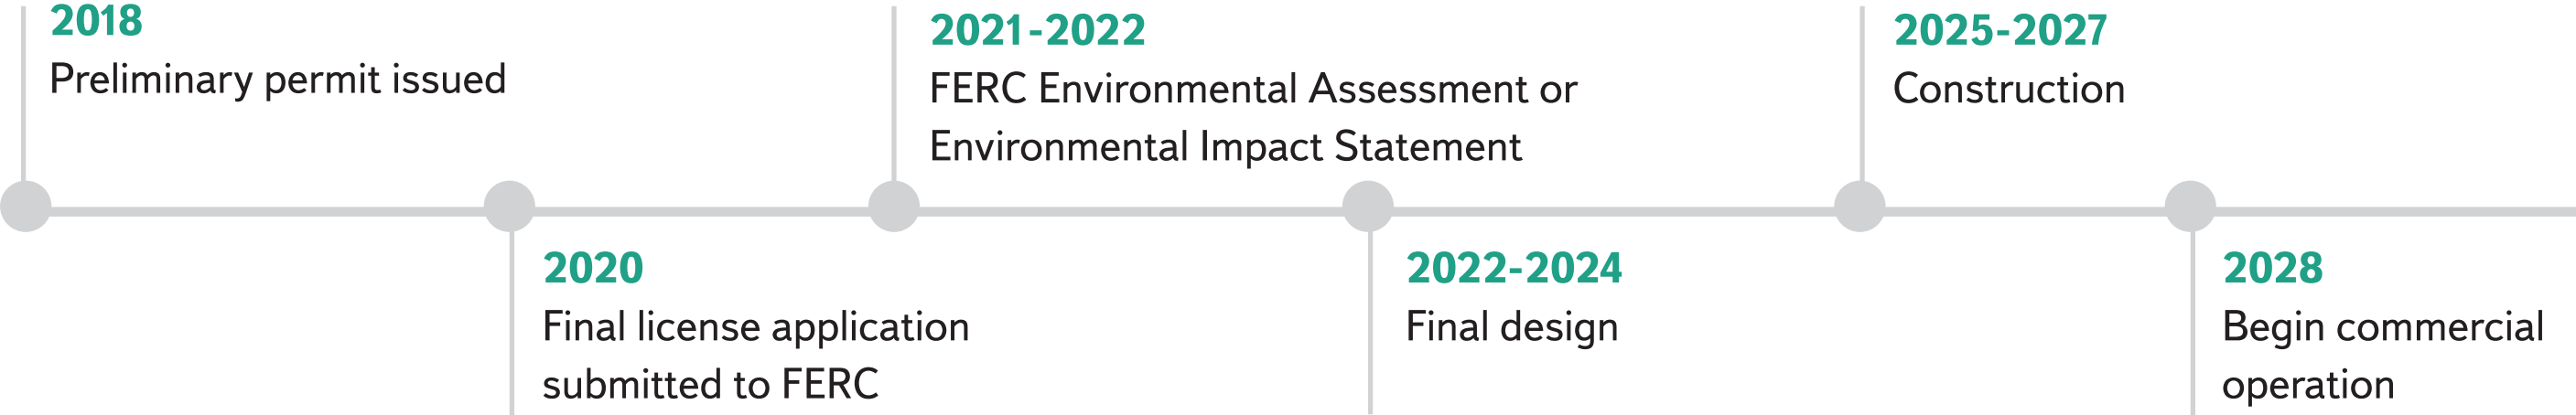 2018
Preliminary permit issued
2020
Final license application
submitted to FERC
2021-2022
FERC Environmental Assessment or
Environmental Impact Statement
2022-2024
Final design
2025-2027
Construction
2028
Begin commercial
operation